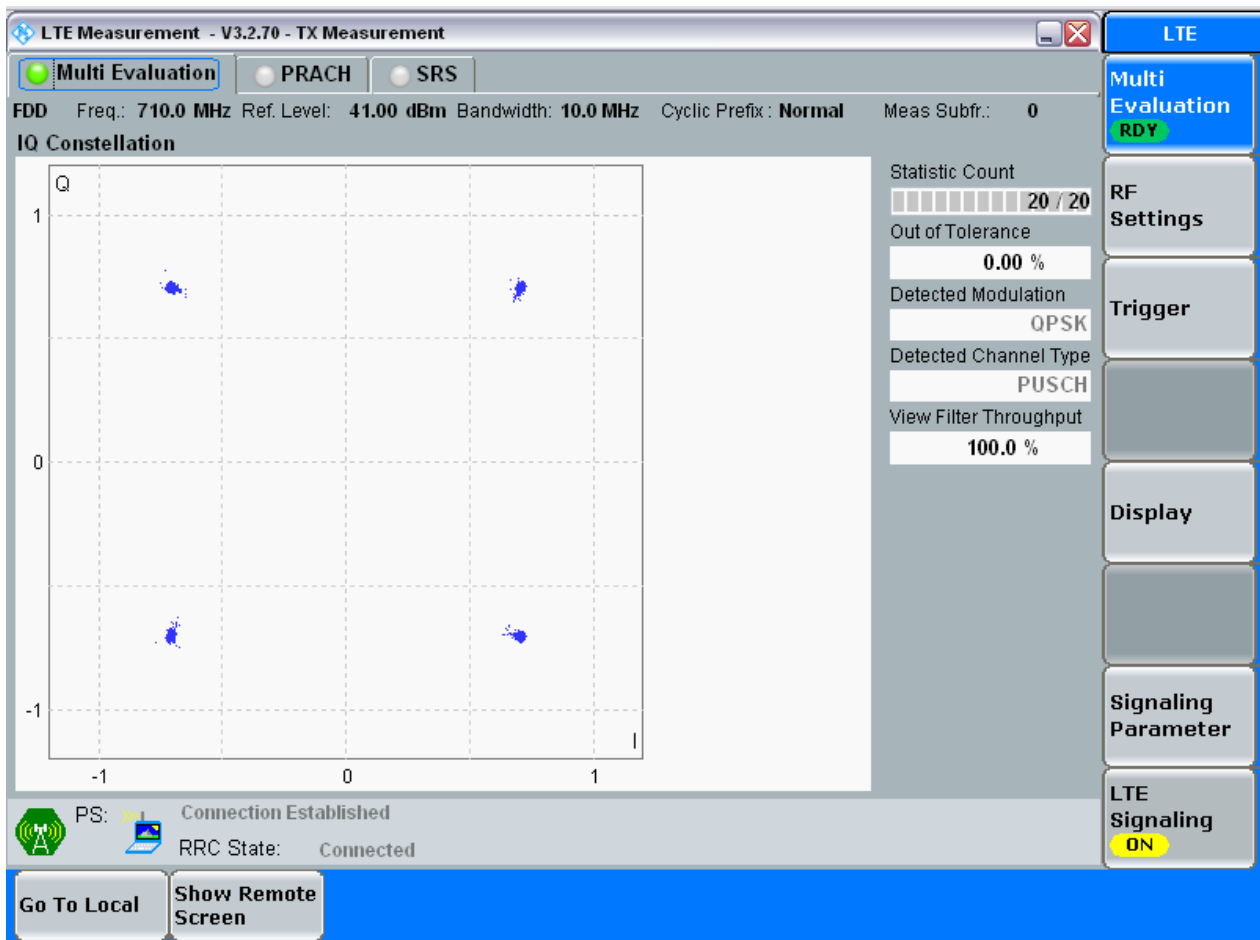 LTE Measurement - V3.2.70 - TX Measurement
LTE
Multi Evaluation PRACH SRS
FDD Freq.: 710.0 MHz Ref. Level: 41.00 dBm Bandwidth: 10.0 MHz Cyclic Prefix : Normal Meas Subfr.: 0
IQ Constellation
Q
1
0
-1
I
-1 0 1
Statistic Count
20 / 20
Out of Tolerance
0.00 %
Detected Modulation
QPSK
Detected Channel Type
PUSCH
View Filter Throughput
100.0 %
Multi
Evaluation
RDY
RF
Settings
Trigger
Display
Signaling
Parameter
LTE
Signaling
ON
PS: Connection Established
RRC State: Connected
Go To Local
Show Remote
Screen